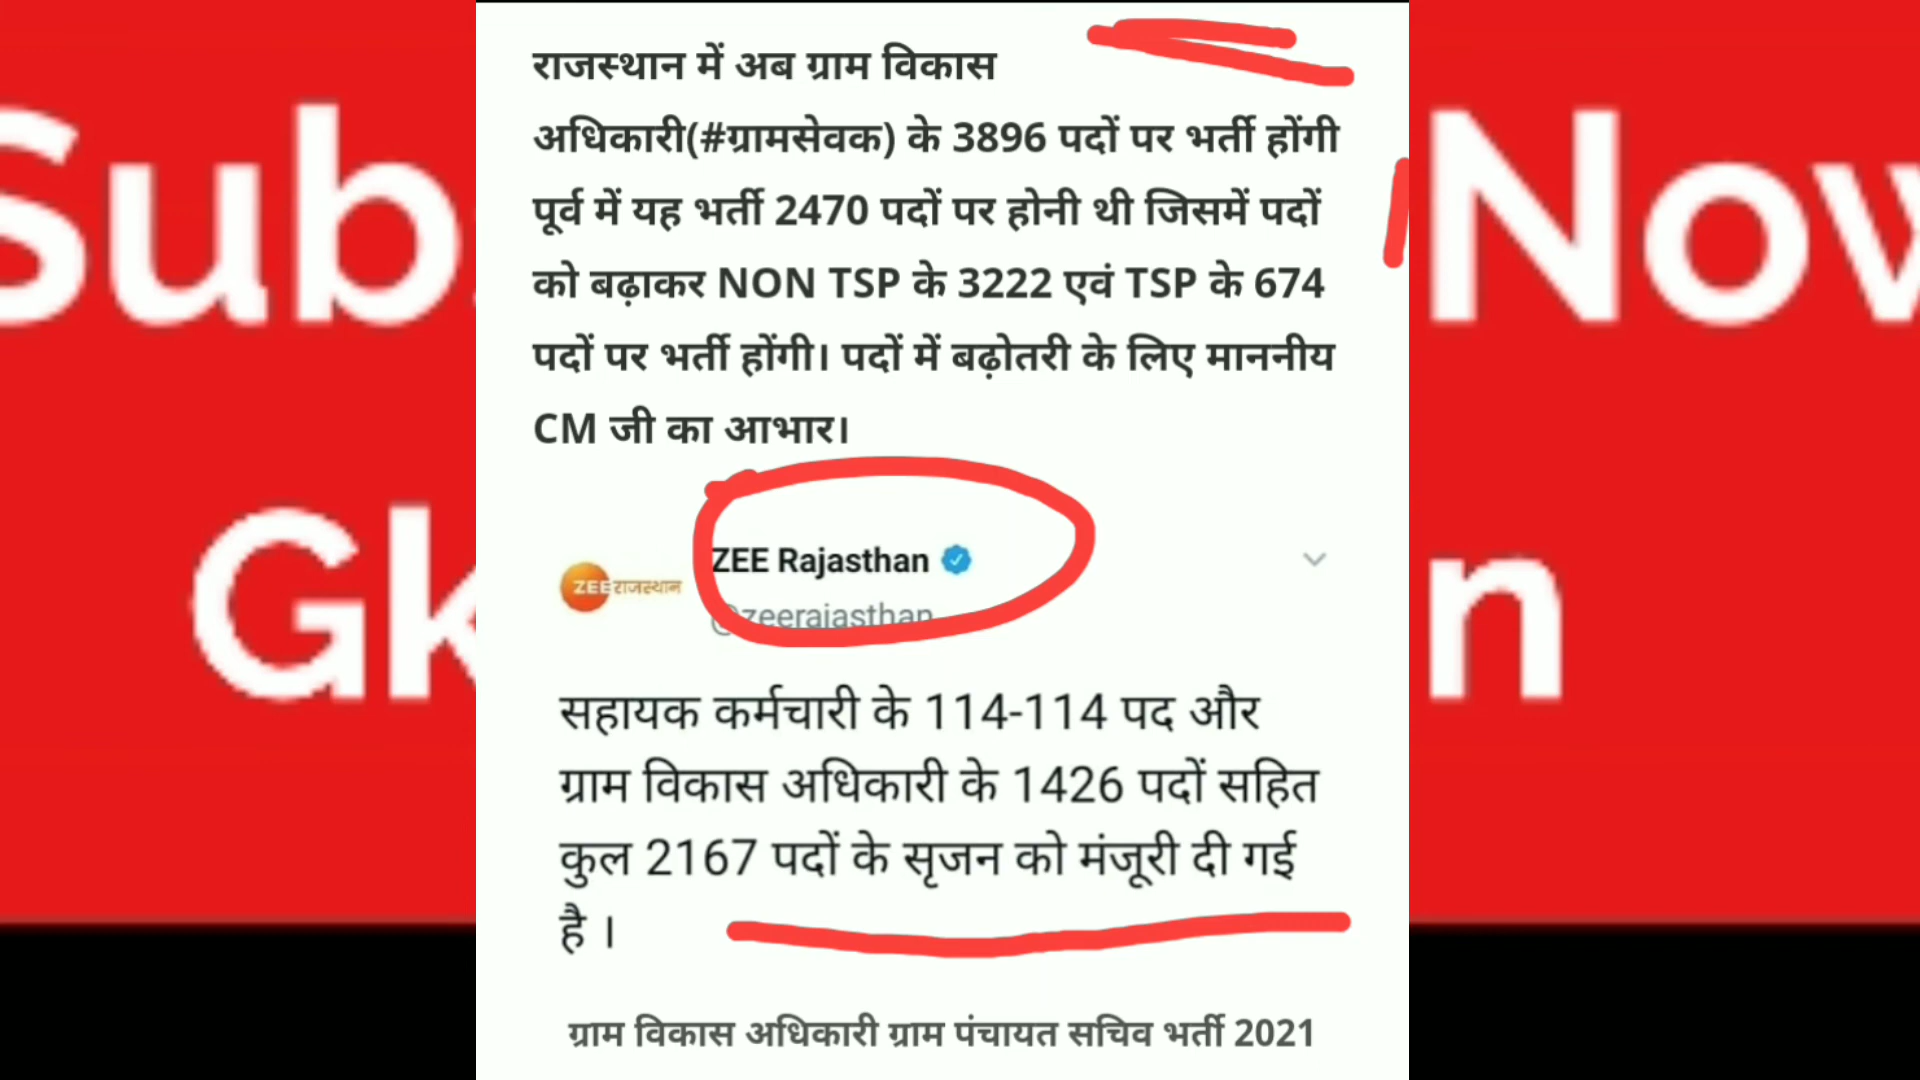 राजस्थान में अब ग्राम विकास
अधिकारी(#ग्रामसेवक) के 3896 पदों पर भर्ती होंगी
पूर्व में यह भर्ती 2470 पदों पर होनी थी जिसमें पदों
को बढ़ाकर NON TSP के 3222 एवं TSP के 674
पदों पर भर्ती होंगी। पदों में बढ़ोतरी के लिए माननीय
CM जी का आभार।
ZEE राजस्थान
ZEE Rajasthan
@zeerajasthan
सहायक कर्मचारी के 114-114 पद और
ग्राम विकास अधिकारी के 1426 पदों सहित
कुल 2167 पदों के सृजन को मंजूरी दी गई
है ।
ग्राम विकास अधिकारी ग्राम पंचायत सचिव भर्ती 2021
Sub Now
Gk n